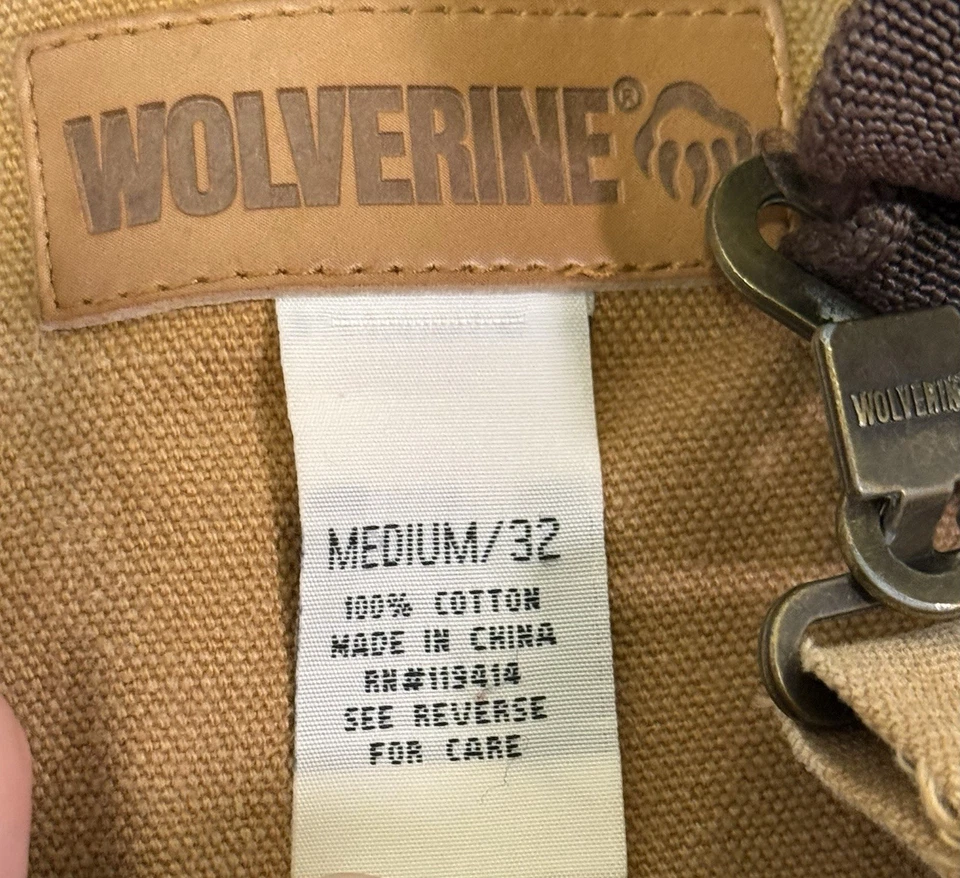 WOLVERINE®
WOLVERINE
MEDIUM/32
100% COTTON
MADE IN CHINA
RN#119414
SEE REVERSE
FOR CARE